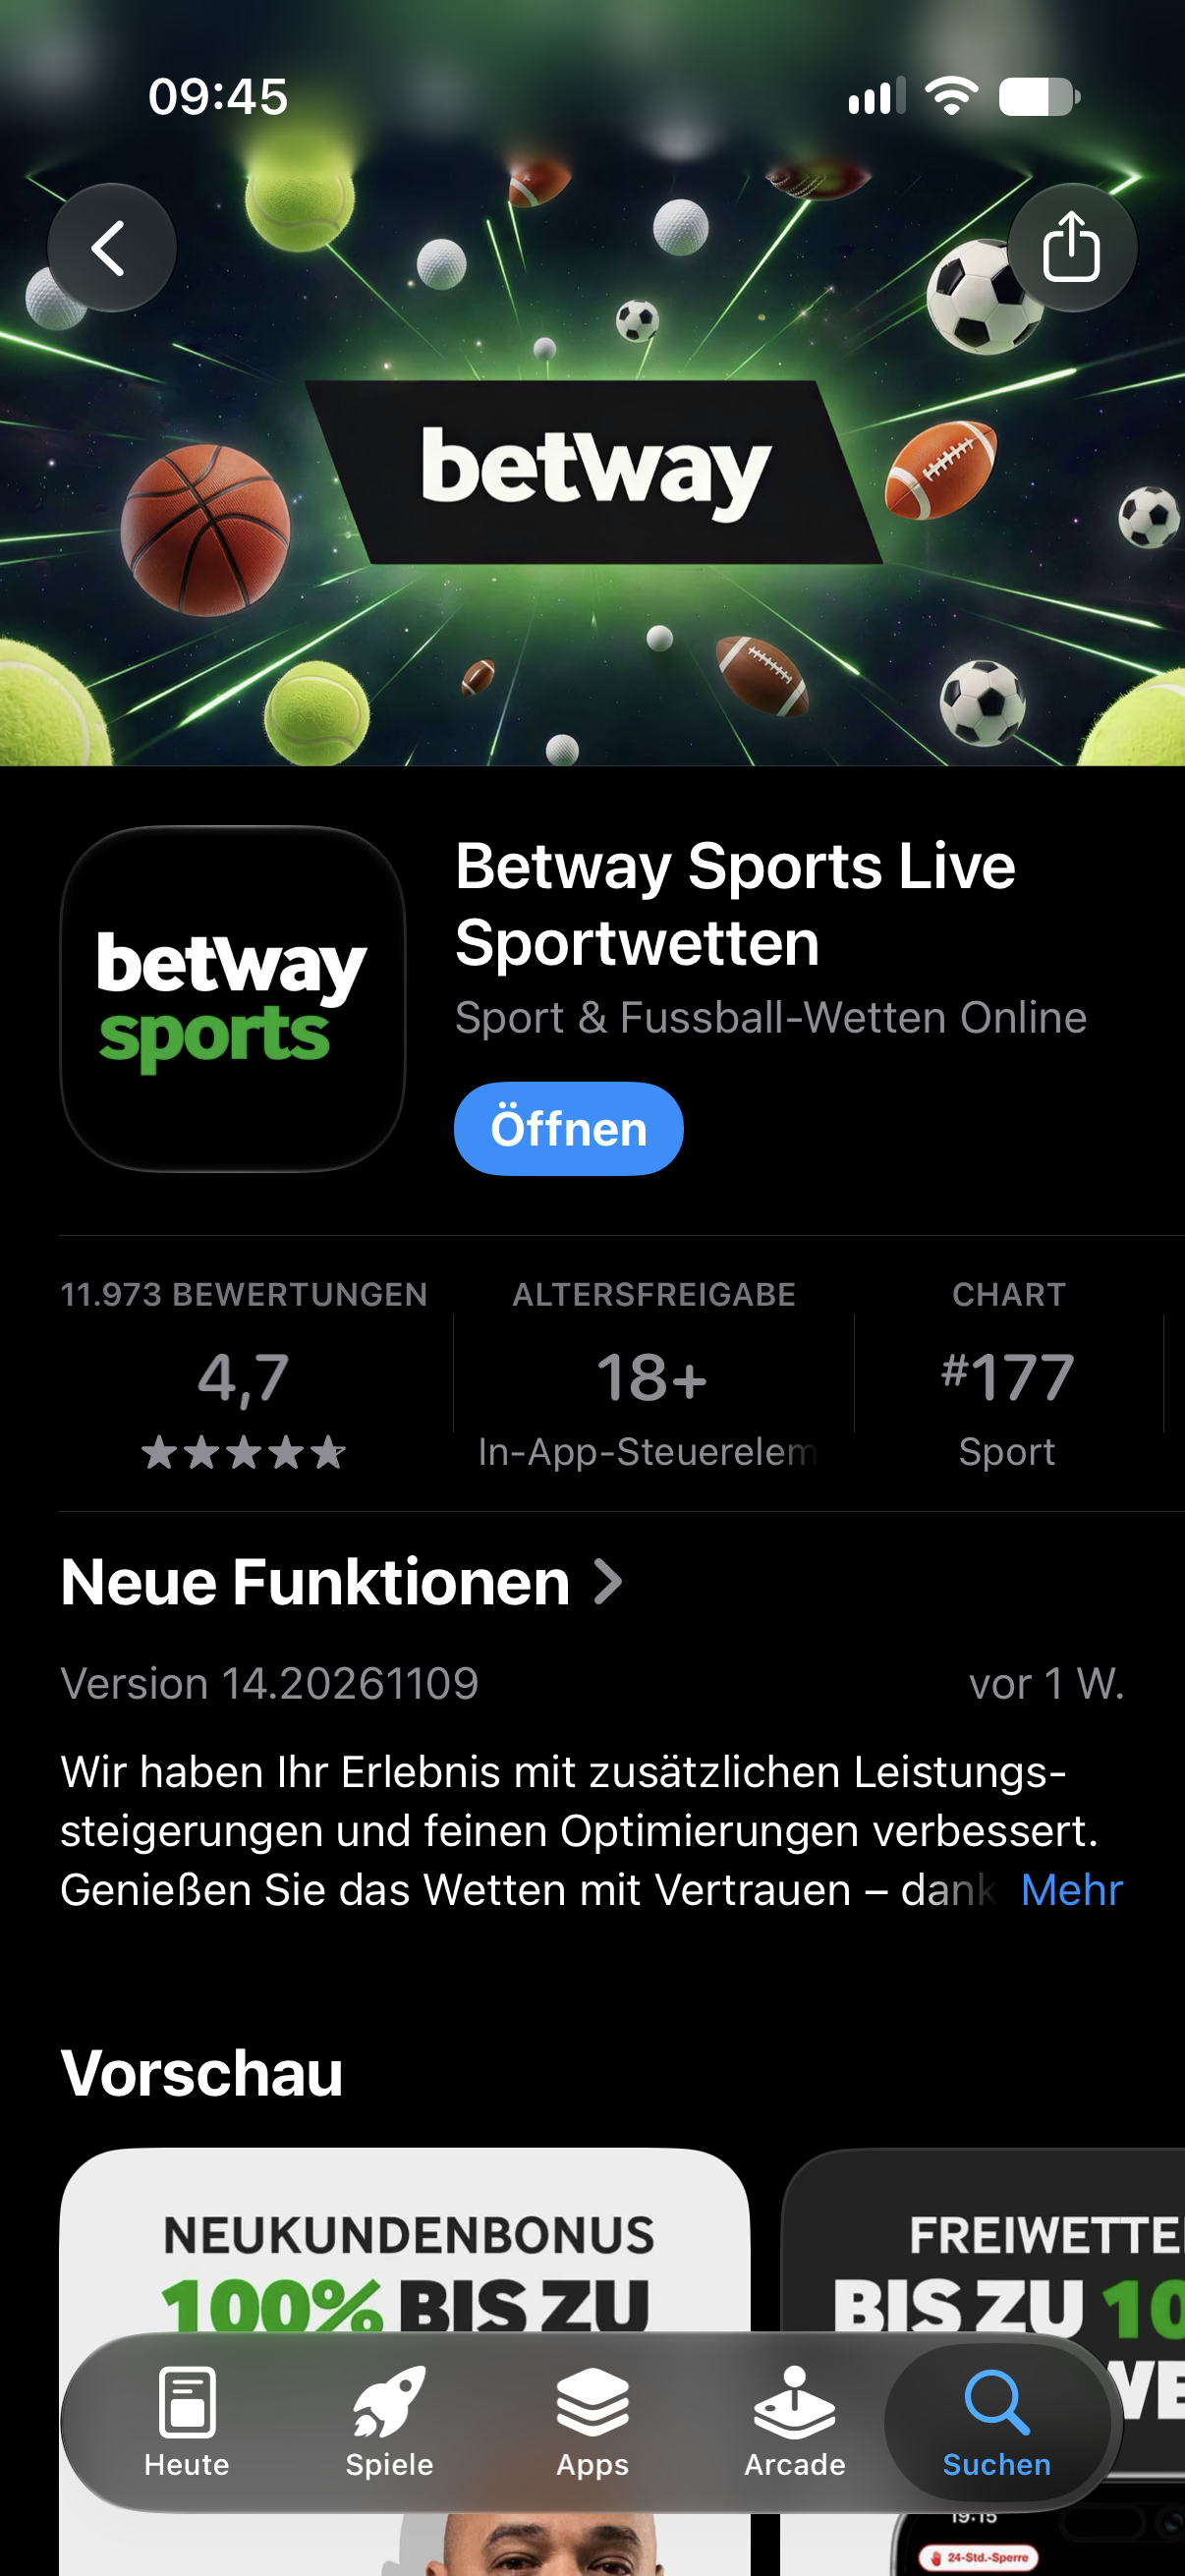 09:45
betway
betway
sports
Betway Sports Live
Sportwetten
Sport & Fussball-Wetten Online
Öffnen
11.973 BEWERTUNGEN
4,7
ALTERSFREIGABE
18+
In-App-Steuerelem
CHART
#177
Sport
Neue Funktionen
Version 14.20261109
vor 1 W.
Wir haben Ihr Erlebnis mit zusätzlichen Leistungs-
steigerungen und feinen Optimierungen verbessert.
Genießen Sie das Wetten mit Vertrauen – dank Mehr
Vorschau
NEUKUNDENBONUS
100% BIS ZU
FREIWETTE
BIS ZU 10
WE
Heute
Spiele
Apps
Arcade
Suchen
19:15
24-Std.-Sperre